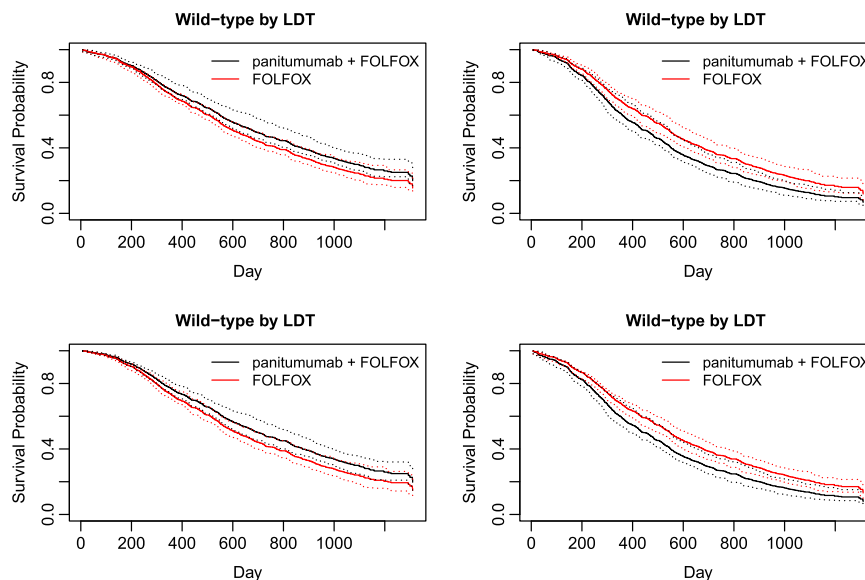 Wild−type by LDT
Survival Probability
0.0 0.4 0.8
panitumumab + FOLFOX
FOLFOX
0 200 400 600 800 1000
Day
Wild−type by LDT
Survival Probability
0.0 0.4 0.8
panitumumab + FOLFOX
FOLFOX
0 200 400 600 800 1000
Day
Wild−type by LDT
Survival Probability
0.0 0.4 0.8
panitumumab + FOLFOX
FOLFOX
0 200 400 600 800 1000
Day
Wild−type by LDT
Survival Probability
0.0 0.4 0.8
panitumumab + FOLFOX
FOLFOX
0 200 400 600 800 1000
Day